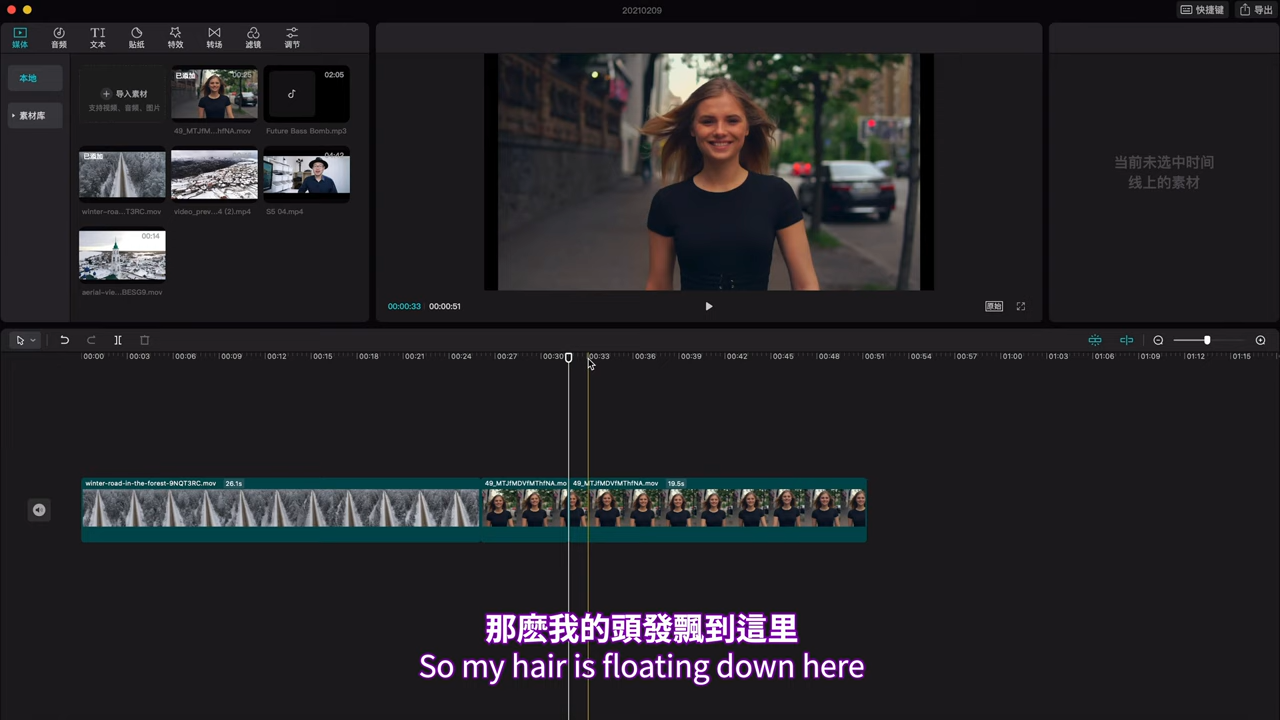 20210209
快捷键
导出
媒体 音频 文本 贴纸 特效 转场 滤镜 调节
本地
素材库
导入素材
支持视频、音频、图片
已添加 00:25
49_MTJfM...hfNA.mov
02:05
Future Bass Bomb.mp3
已添加
winter-roa...T3RC.mov
video_prev...4 (2).mp4
04:42
S5 04.mp4
00:14
aerial-vie...BESG9.mov
00:00:33 00:00:51
原始
当前未选中时间
线上的素材
00:00 00:03 00:06 00:09 00:12 00:15 00:18 00:21 00:24 00:27 00:30 00:33 00:36 00:39 00:42 00:45 00:48 00:51 00:54 00:57 01:00 01:03 01:06 01:09 01:12 01:15
winter-road-in-the-forest-9NQT3RC.mov 26.1s
49_MTJfMDVfMThfNA.mo
49_MTJfMDVfMThfNA.mov 19.5s
那麽我的頭發飄到這里
So my hair is floating down here